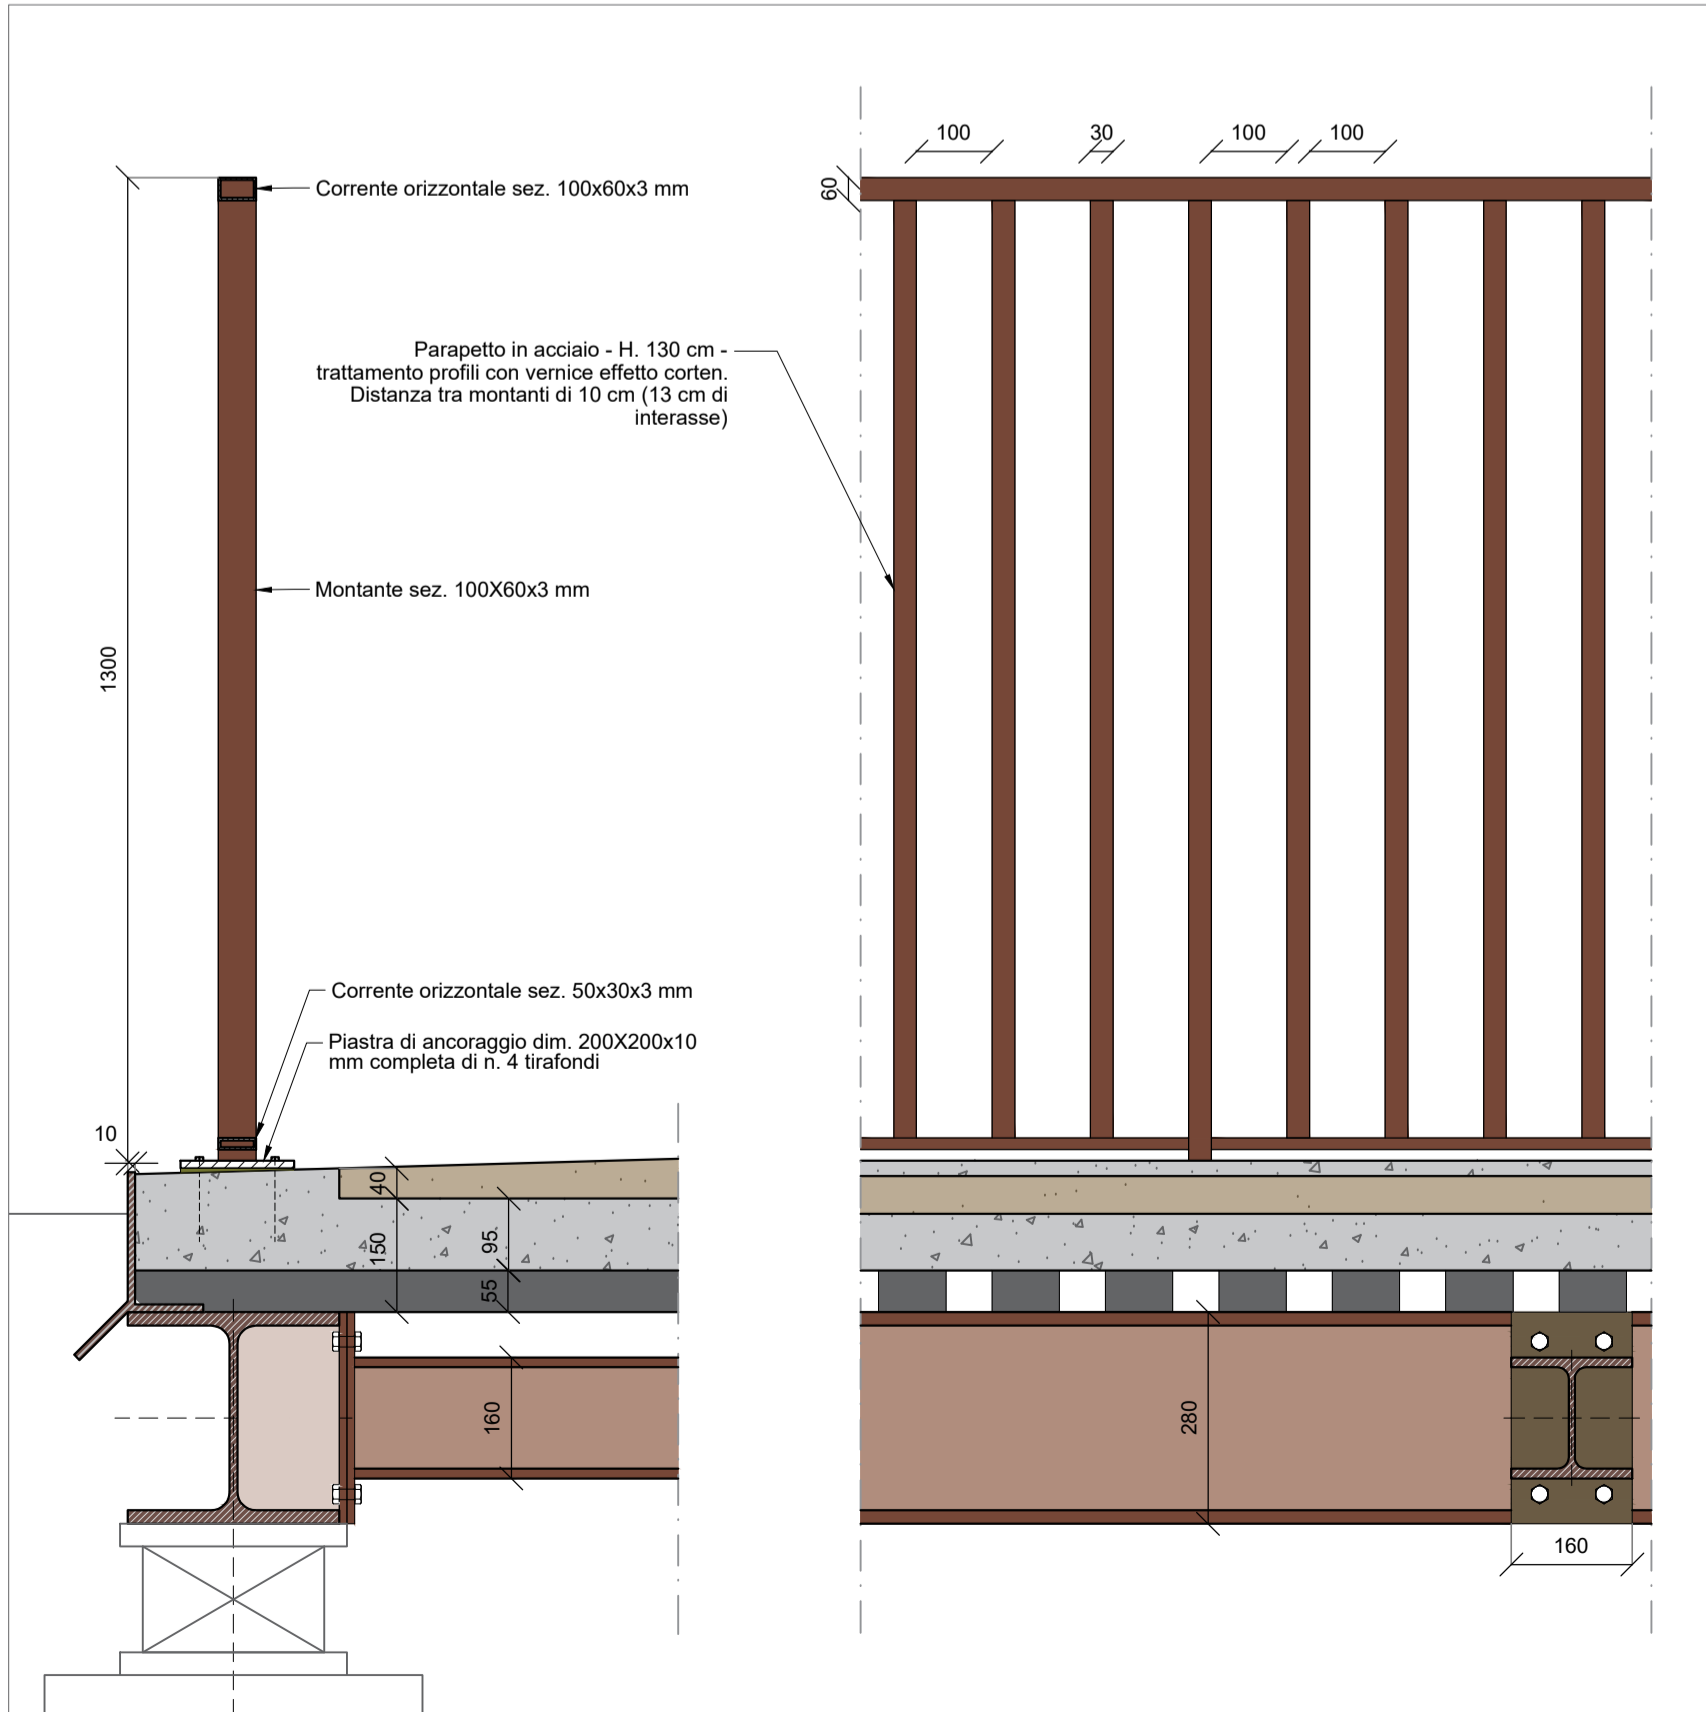 100
30
100
100
60
Corrente orizzontale sez. 100x60x3 mm
Parapetto in acciaio - H. 130 cm -
trattamento profili con vernice effetto corten.
Distanza tra montanti di 10 cm (13 cm di
interasse)
Montante sez. 100X60x3 mm
1300
Corrente orizzontale sez. 50x30x3 mm
Piastra di ancoraggio dim. 200X200x10
mm completa di n. 4 tirafondi
10
40
150
95
55
160
280
160